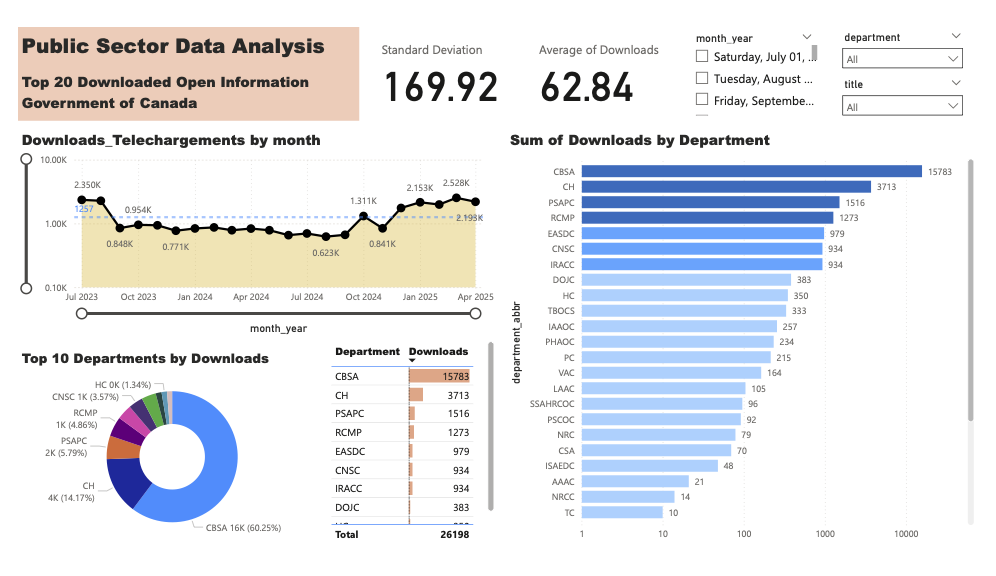 Public Sector Data Analysis
Top 20 Downloaded Open Information
Government of Canada
Standard Deviation
169.92
Average of Downloads
62.84
month_year
Saturday, July 01, ...
Tuesday, August ...
Friday, Septembe...
department
All
title
All
Downloads_Telechargements by month
10.00K
1.00K
0.10K
2.350K
1257
0.848K
0.954K
0.771K
0.623K
1.311K
0.841K
2.153K
2.528K
2.193K
Jul 2023
Oct 2023
Jan 2024
Apr 2024
Jul 2024
Oct 2024
Jan 2025
Apr 2025
month_year
Sum of Downloads by Department
department_abbr
CBSA 15783
CH 3713
PSAPC 1516
RCMP 1273
EASDC 979
CNSC 934
IRACC 934
DOJC 383
HC 350
TBOCS 333
IAAOC 257
PHAOC 234
PC 215
VAC 164
LAAC 105
SSAHRCOC 96
PSCOC 92
NRC 79
CSA 70
ISAEDC 48
AAAC 21
NRCC 14
TC 10
1 10 100 1000 10000
Top 10 Departments by Downloads
HC 0K (1.34%)
CNSC 1K (3.57%)
RCMP
1K (4.86%)
PSAPC
2K (5.79%)
CH
4K (14.17%)
CBSA 16K (60.25%)
Department Downloads
CBSA 15783
CH 3713
PSAPC 1516
RCMP 1273
EASDC 979
CNSC 934
IRACC 934
DOJC 383
Total 26198